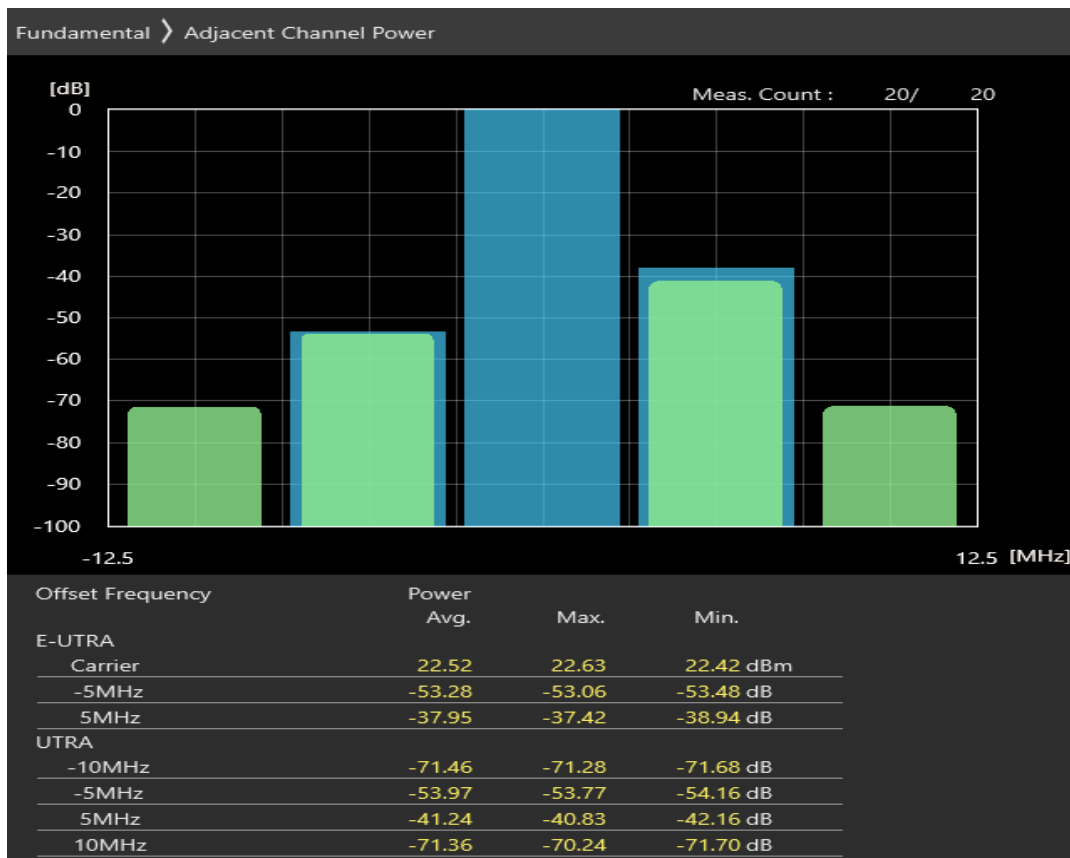 Fundamental 〉 Adjacent Channel Power
[dB]
Meas. Count : 20/ 20
0
-10
-20
-30
-40
-50
-60
-70
-80
-90
-100
-12.5 12.5 [MHz]
Offset Frequency Power
Avg. Max. Min.
E-UTRA
Carrier 22.52 22.63 22.42 dBm
-5MHz -53.28 -53.06 -53.48 dB
5MHz -37.95 -37.42 -38.94 dB
UTRA
-10MHz -71.46 -71.28 -71.68 dB
-5MHz -53.97 -53.77 -54.16 dB
5MHz -41.24 -40.83 -42.16 dB
10MHz -71.36 -70.24 -71.70 dB